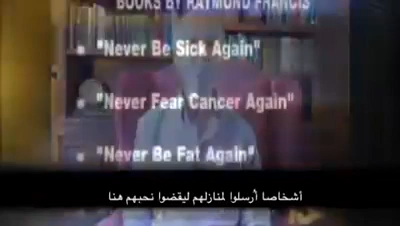 BOOKS BY RAYMOND FRANCIS
• "Never Be Sick Again"
• "Never Fear Cancer Again"
• "Never Be Fat Again"
أشخاصا أرسلوا لمنازلهم ليقضوا نحبهم هنا